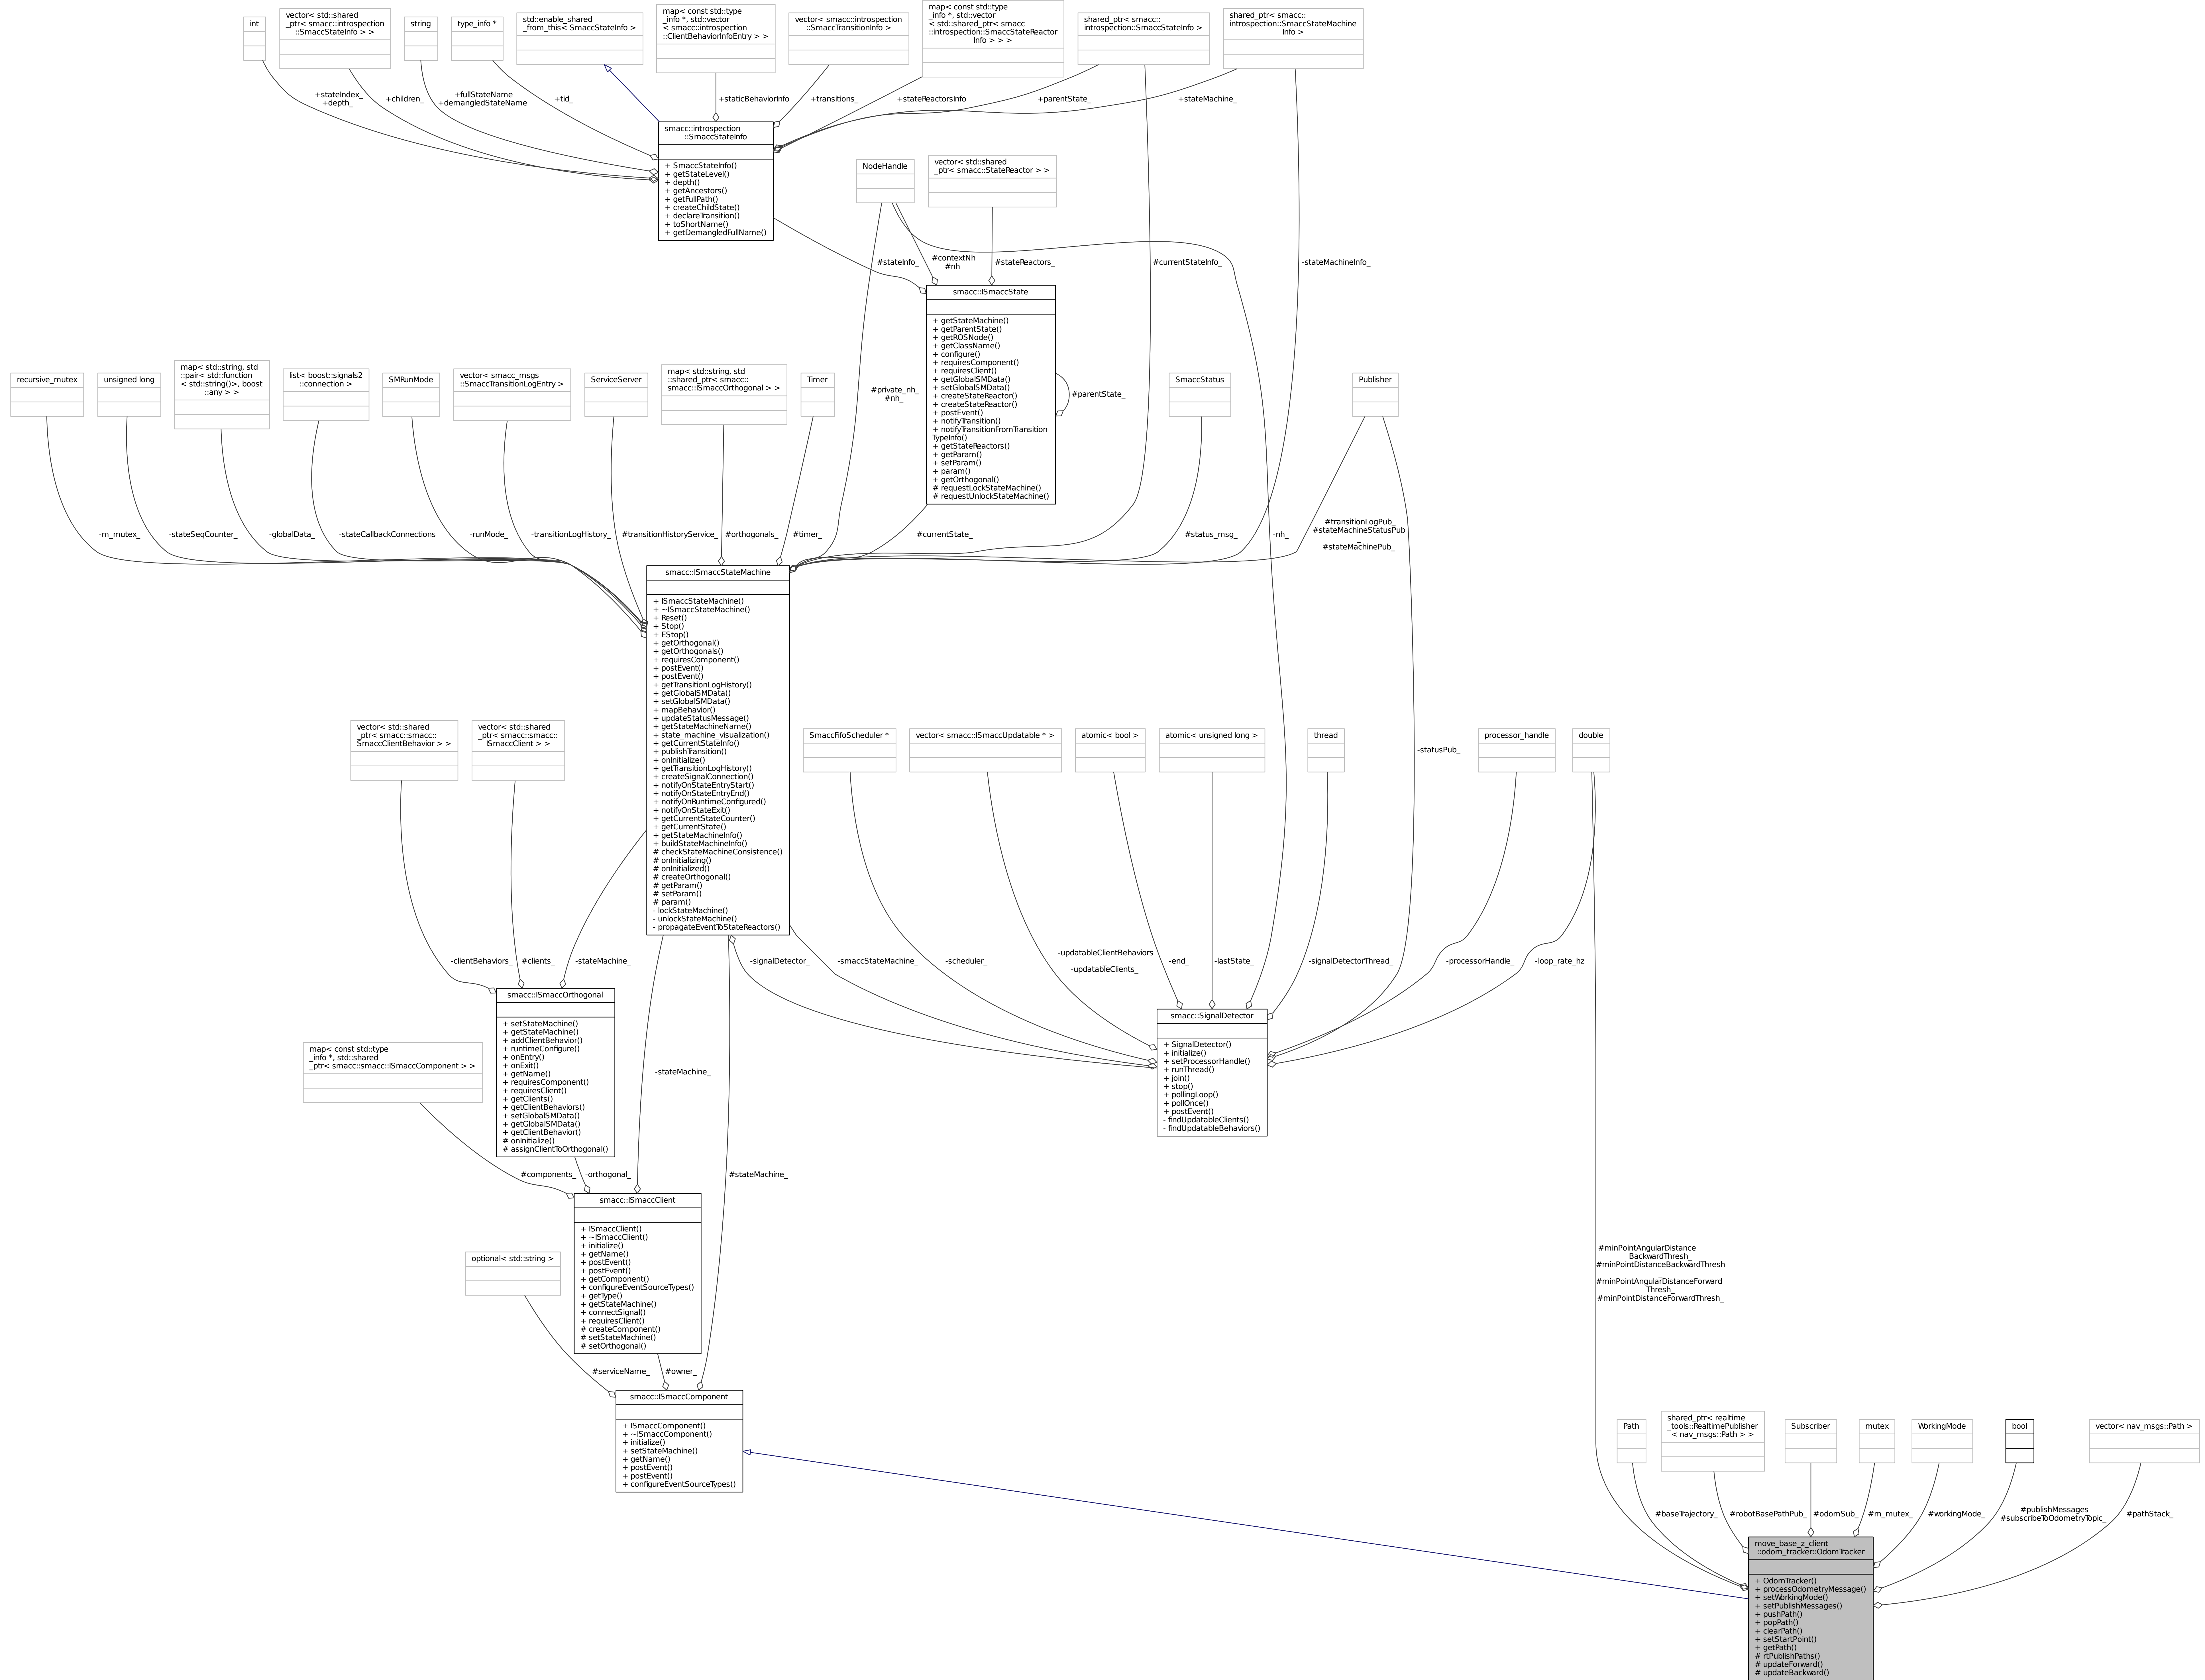 int
vector< std::shared
_ptr< smacc::introspection
::SmaccStateInfo > >
string
type_info *
std::enable_shared
_from_this< SmaccStateInfo >
map< const std::type
_info *, std::vector
< smacc::introspection
::ClientBehaviorInfoEntry > >
vector< smacc::introspection
::SmaccTransitionInfo >
map< const std::type
_info *, std::vector
< std::shared_ptr< smacc
::introspection::SmaccStateReactor
Info > > >
shared_ptr< smacc::
introspection::SmaccStateInfo >
shared_ptr< smacc::
introspection::SmaccStateMachine
Info >
+stateIndex_
+depth_
+children_
+fullStateName
+demangledStateName
+tid_
+staticBehaviorInfo
+transitions_
+stateReactorsInfo
+parentState_
+stateMachine_
smacc::introspection
::SmaccStateInfo
+ SmaccStateInfo()
+ getStateLevel()
+ depth()
+ getAncestors()
+ getFullPath()
+ createChildState()
+ declareTransition()
+ toShortName()
+ getDemangledFullName()
NodeHandle
vector< std::shared
_ptr< smacc::StateReactor > >
#stateInfo_
#contextNh
#nh
#stateReactors_
#currentStateInfo_
-stateMachineInfo_
smacc::ISmaccState
+ getStateMachine()
+ getParentState()
+ getROSNode()
+ getClassName()
+ configure()
+ requiresComponent()
+ requiresClient()
+ getGlobalSMData()
+ setGlobalSMData()
+ createStateReactor()
+ createStateReactor()
+ postEvent()
+ notifyTransition()
+ notifyTransitionFromTransition
TypeInfo()
+ getStateReactors()
+ getParam()
+ setParam()
+ param()
+ getOrthogonal()
# requestLockStateMachine()
# requestUnlockStateMachine()
#parentState_
recursive_mutex
unsigned long
map< std::string, std
::pair< std::function
< std::string()>, boost
::any > >
list< boost::signals2
::connection >
SMRunMode
vector< smacc_msgs
::SmaccTransitionLogEntry >
ServiceServer
map< std::string, std
::shared_ptr< smacc::
smacc::ISmaccOrthogonal > >
Timer
#private_nh_
#nh_
SmaccStatus
Publisher
-m_mutex_
-stateSeqCounter_
-globalData_
-stateCallbackConnections
-runMode_
-transitionLogHistory_
#transitionHistoryService_
#orthogonals_
#timer_
#currentState_
#status_msg_
-nh_
#transitionLogPub_
#stateMachineStatusPub
_
#stateMachinePub_
smacc::ISmaccStateMachine
+ ISmaccStateMachine()
+ ~ISmaccStateMachine()
+ Reset()
+ Stop()
+ EStop()
+ getOrthogonal()
+ getOrthogonals()
+ requiresComponent()
+ postEvent()
+ postEvent()
+ getTransitionLogHistory()
+ getGlobalSMData()
+ setGlobalSMData()
+ mapBehavior()
+ updateStatusMessage()
+ getStateMachineName()
+ state_machine_visualization()
+ getCurrentStateInfo()
+ publishTransition()
+ onInitialize()
+ getTransitionLogHistory()
+ createSignalConnection()
+ notifyOnStateEntryStart()
+ notifyOnStateEntryEnd()
+ notifyOnRuntimeConfigured()
+ notifyOnStateExit()
+ getCurrentStateCounter()
+ getCurrentState()
+ getStateMachineInfo()
+ buildStateMachineInfo()
# checkStateMachineConsistence()
# onInitializing()
# onInitialized()
# createOrthogonal()
# getParam()
# setParam()
# param()
- lockStateMachine()
- unlockStateMachine()
- propagateEventToStateReactors()
vector< std::shared
_ptr< smacc::smacc::
SmaccClientBehavior > >
vector< std::shared
_ptr< smacc::smacc::
ISmaccClient > >
SmaccFifoScheduler *
vector< smacc::ISmaccUpdatable * >
atomic< bool >
atomic< unsigned long >
thread
-statusPub_
processor_handle
double
-clientBehaviors_
#clients_
-stateMachine_
-signalDetector_
-smaccStateMachine_
-scheduler_
-updatableClientBehaviors
_
-updatableClients_
-end_
-lastState_
-signalDetectorThread_
-processorHandle_
-loop_rate_hz
smacc::ISmaccOrthogonal
+ setStateMachine()
+ getStateMachine()
+ addClientBehavior()
+ runtimeConfigure()
+ onEntry()
+ onExit()
+ getName()
+ requiresComponent()
+ requiresClient()
+ getClients()
+ getClientBehaviors()
+ setGlobalSMData()
+ getGlobalSMData()
+ getClientBehavior()
# onInitialize()
# assignClientToOrthogonal()
smacc::SignalDetector
+ SignalDetector()
+ initialize()
+ setProcessorHandle()
+ runThread()
+ join()
+ stop()
+ pollingLoop()
+ pollOnce()
+ postEvent()
- findUpdatableClients()
- findUpdatableBehaviors()
map< const std::type
_info *, std::shared
_ptr< smacc::smacc::ISmaccComponent > >
-stateMachine_
#components_
-orthogonal_
#stateMachine_
smacc::ISmaccClient
+ ISmaccClient()
+ ~ISmaccClient()
+ initialize()
+ getName()
+ postEvent()
+ postEvent()
+ getComponent()
+ configureEventSourceTypes()
+ getType()
+ getStateMachine()
+ connectSignal()
+ requiresClient()
# createComponent()
# setStateMachine()
# setOrthogonal()
optional< std::string >
#minPointAngularDistance
BackwardThresh_
#minPointDistanceBackwardThresh
_
#minPointAngularDistanceForward
Thresh_
#minPointDistanceForwardThresh_
#serviceName_
#owner_
smacc::ISmaccComponent
+ ISmaccComponent()
+ ~ISmaccComponent()
+ initialize()
+ setStateMachine()
+ getName()
+ postEvent()
+ postEvent()
+ configureEventSourceTypes()
Path
shared_ptr< realtime
_tools::RealtimePublisher
< nav_msgs::Path > >
Subscriber
mutex
WorkingMode
bool
vector< nav_msgs::Path >
#baseTrajectory_
#robotBasePathPub_
#odomSub_
#m_mutex_
#workingMode_
#publishMessages
#subscribeToOdometryTopic_
#pathStack_
move_base_z_client
::odom_tracker::OdomTracker
+ OdomTracker()
+ processOdometryMessage()
+ setWorkingMode()
+ setPublishMessages()
+ pushPath()
+ popPath()
+ clearPath()
+ setStartPoint()
+ getPath()
# rtPublishPaths()
# updateForward()
# updateBackward()